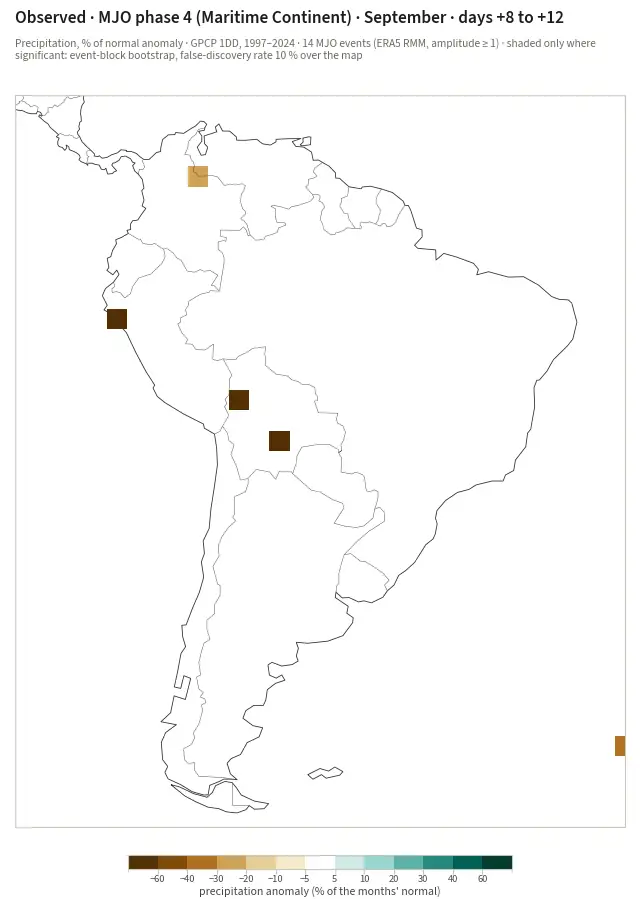 Observed · MJO phase 4 (Maritime Continent) · September · days +8 to +12
Precipitation, % of normal anomaly · GPCP 1DD, 1997–2024 · 14 MJO events (ERA5 RMM, amplitude ≥ 1) · shaded only where
significant: event-block bootstrap, false-discovery rate 10 % over the map
−60 −40 −30 −20 −10 −5 5 10 20 30 40 60
precipitation anomaly (% of the months' normal)